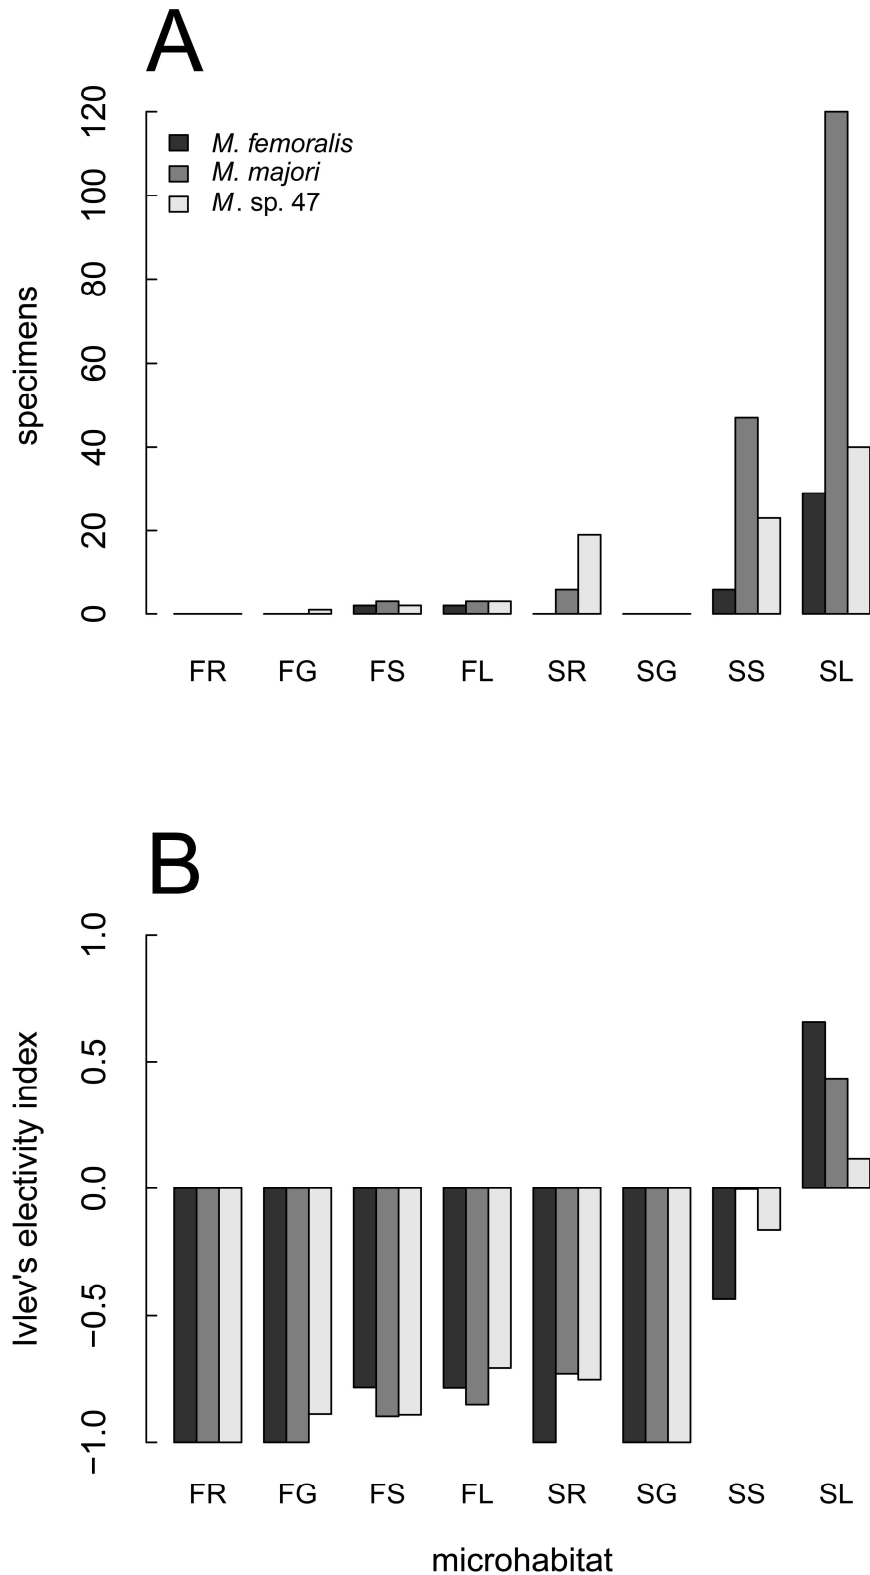 A
120
100
80
60
40
20
0
specimens
M. femoralis
M. majori
M. sp. 47
FR FG FS FL SR SG SS SL
B
1.0
0.5
0.0
−0.5
−1.0
Ivlev's electivity index
FR FG FS FL SR SG SS SL
microhabitat